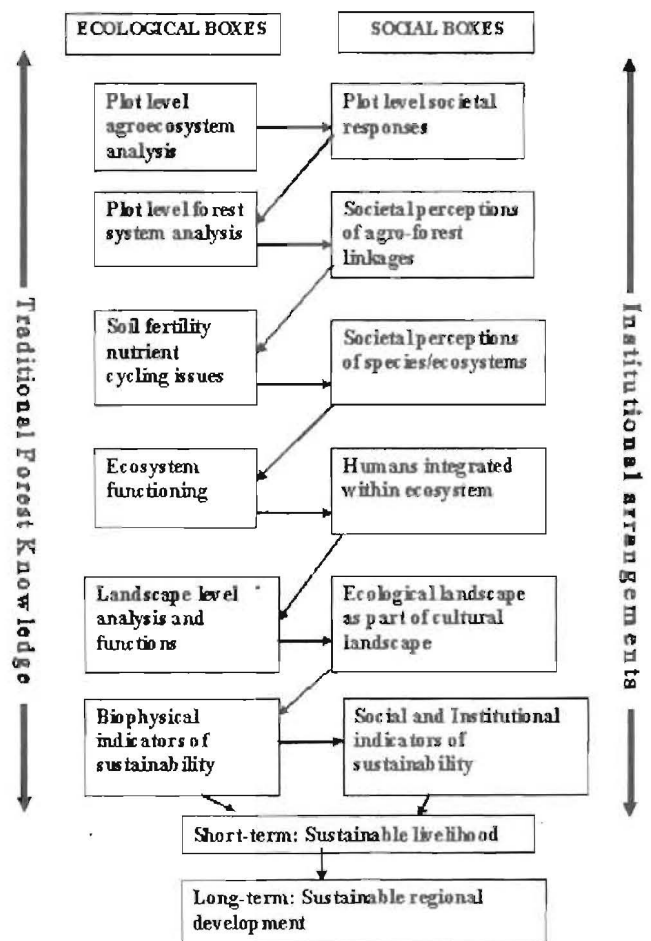 ECOLOGICAL BOXES
SOCIAL BOXES
Plot level
agroecosystem
analysis
Plot level societal
responses
Plot level forest
system analysis
Societal perceptions
of agro-forest
linkages
Soil fertility
nutrient
cycling issues
Societal perceptions
of species/ecosystems
Ecosystem
functioning
Humans integrated
within ecosystem
Landscape level
analysis and
functions
Ecological landscape
as part of cultural
landscape
Biophysical
indicators of
sustainability
Social and Institutional
indicators of
sustainability
Short-term: Sustainable livelihood
Long-term: Sustainable regional
development
Traditional Forest Knowledge
Institutional arrangements